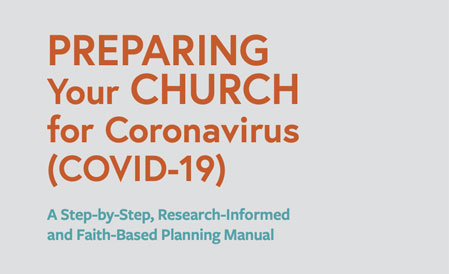 PREPARING
Your CHURCH
for Coronavirus
(COVID-19)
A Step-by-Step, Research-Informed
and Faith-Based Planning Manual